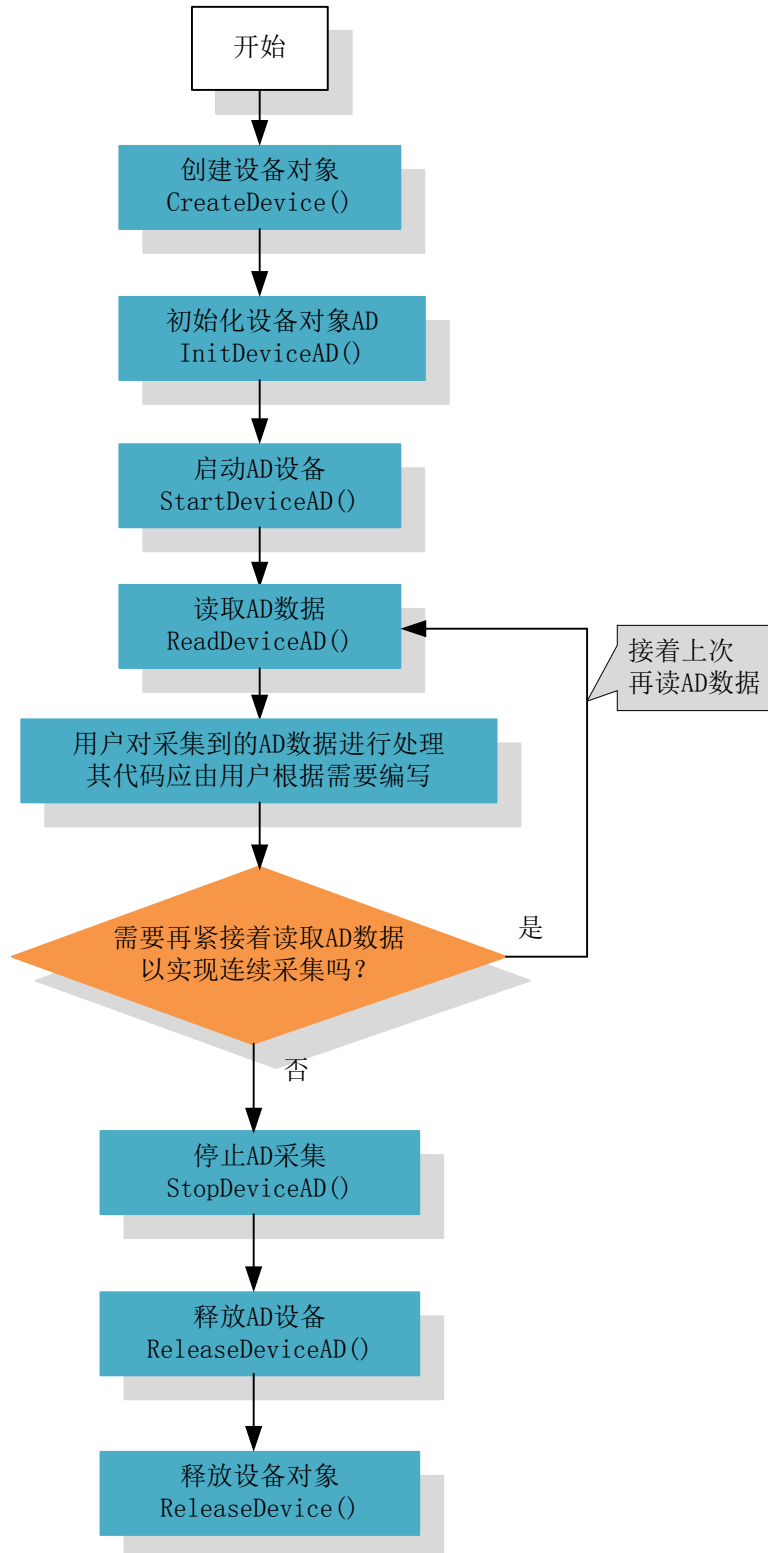 开始
创建设备对象
CreateDevice()
初始化设备对象AD
InitDeviceAD()
启动AD设备
StartDeviceAD()
读取AD数据
ReadDeviceAD()
接着上次
再读AD数据
用户对采集到的AD数据进行处理
其代码应由用户根据需要编写
需要再紧接着读取AD数据
以实现连续采集吗？
是
否
停止AD采集
StopDeviceAD()
释放AD设备
ReleaseDeviceAD()
释放设备对象
ReleaseDevice()